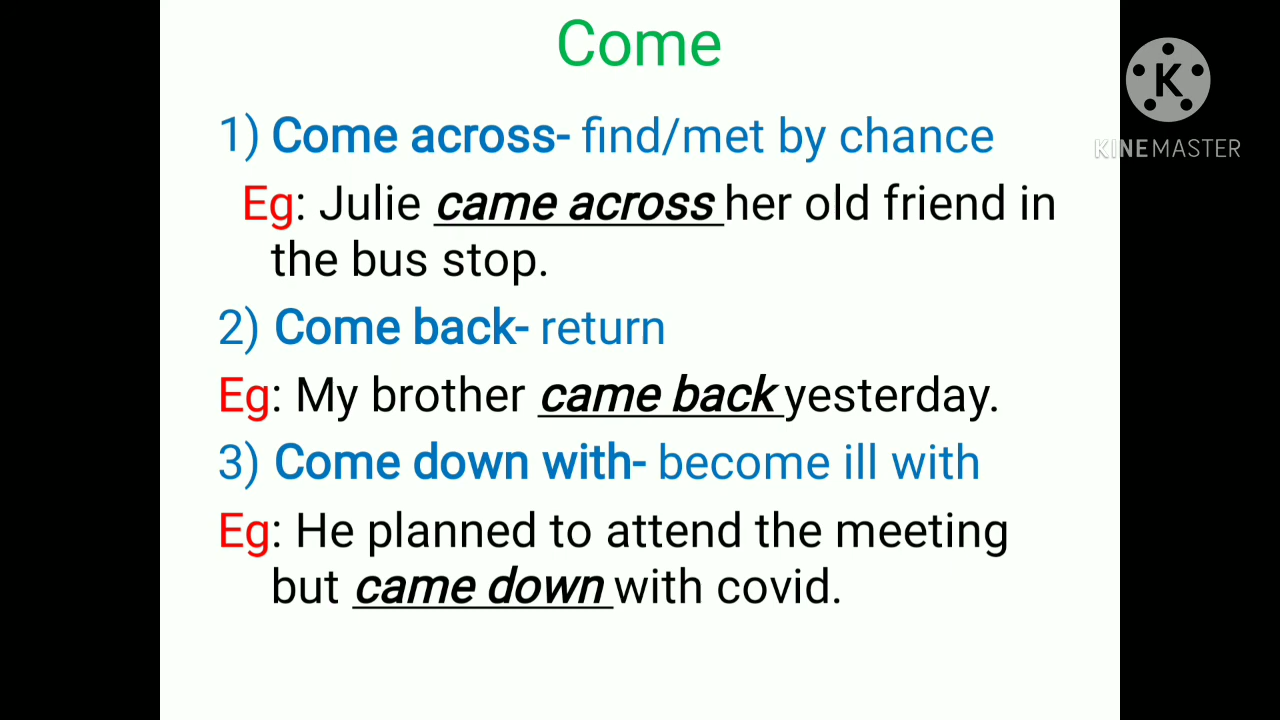 Come
1) Come across- find/met by chance
Eg: Julie came across her old friend in
the bus stop.
2) Come back- return
Eg: My brother came back yesterday.
3) Come down with- become ill with
Eg: He planned to attend the meeting
but came down with covid.
K
KINEMASTER